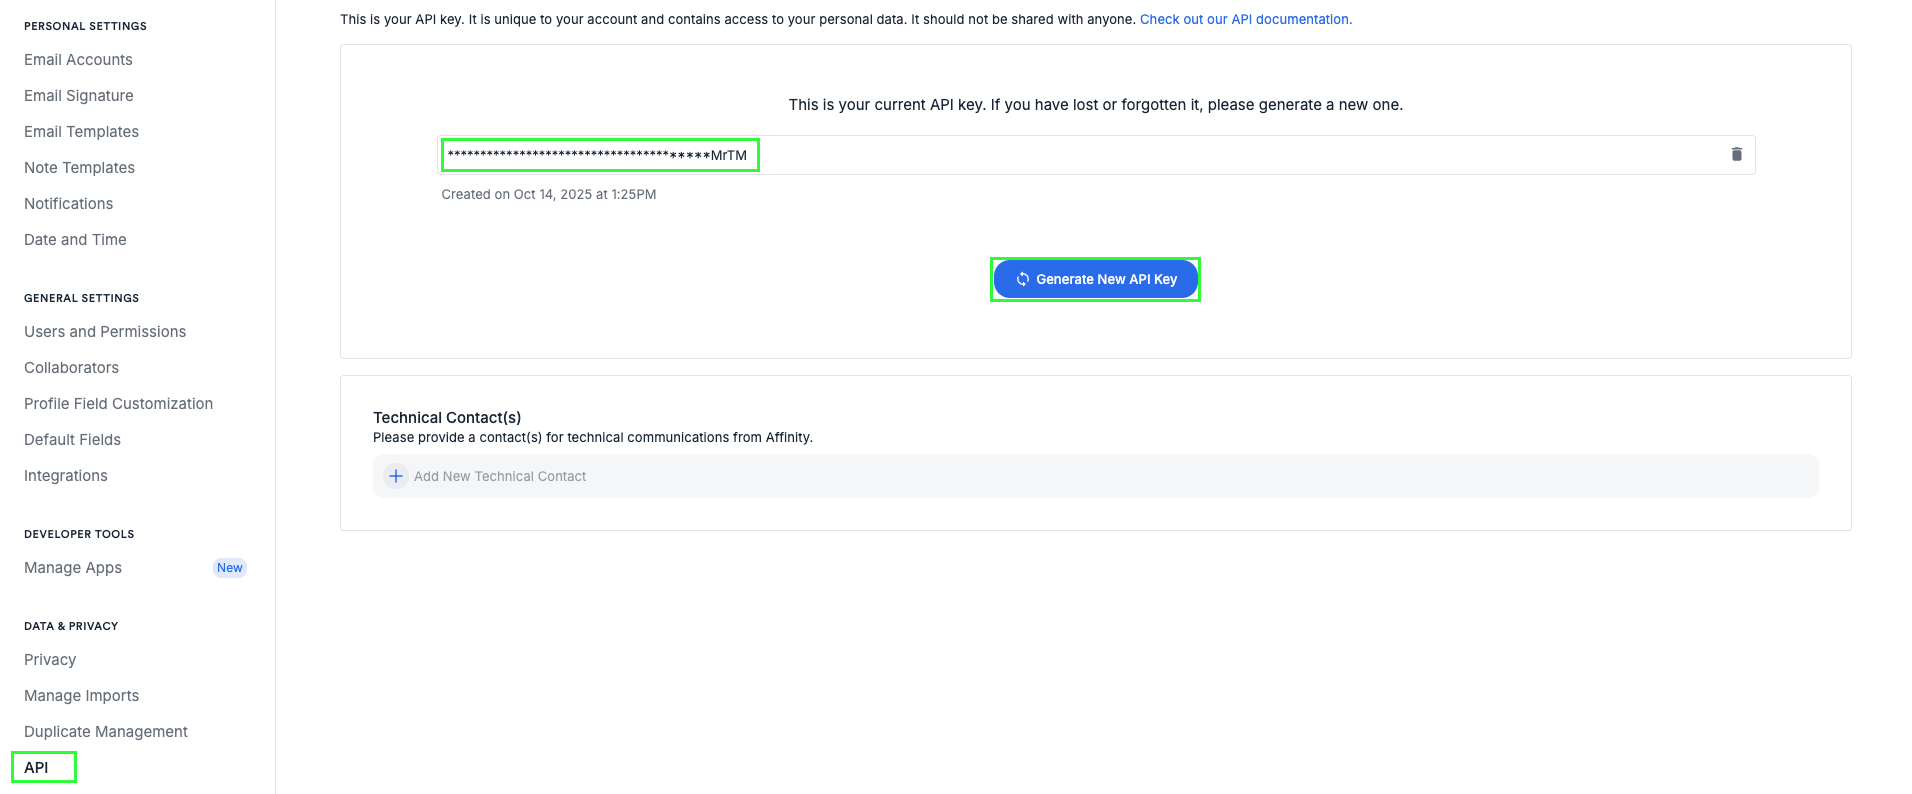 PERSONAL SETTINGS
Email Accounts
Email Signature
Email Templates
Note Templates
Notifications
Date and Time
GENERAL SETTINGS
Users and Permissions
Collaborators
Profile Field Customization
Default Fields
Integrations
DEVELOPER TOOLS
Manage Apps New
DATA & PRIVACY
Privacy
Manage Imports
Duplicate Management
API
This is your API key. It is unique to your account and contains access to your personal data. It should not be shared with anyone. Check out our API documentation.
This is your current API key. If you have lost or forgotten it, please generate a new one.
***************************************MrTM
Created on Oct 14, 2025 at 1:25PM
Generate New API Key
Technical Contact(s)
Please provide a contact(s) for technical communications from Affinity.
Add New Technical Contact